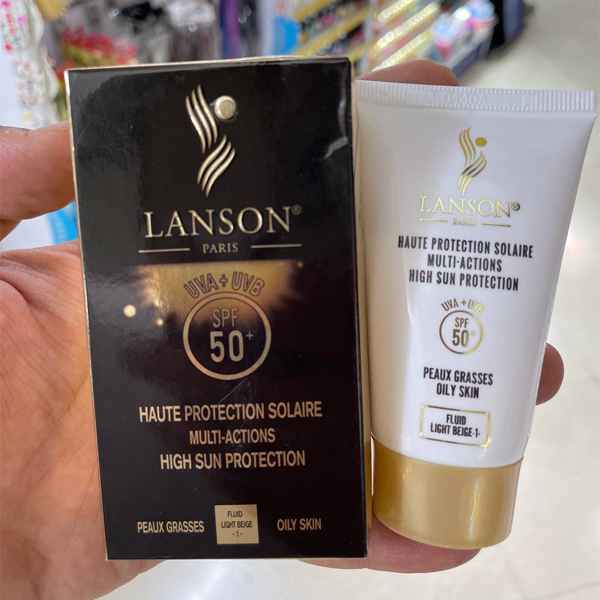 LANSON®
PARIS
UVA + UVB
SPF
50+
HAUTE PROTECTION SOLAIRE
MULTI-ACTIONS
HIGH SUN PROTECTION
PEAUX GRASSES
FLUID
LIGHT BEIGE
-1-
OILY SKIN
LANSON®
PARIS
HAUTE PROTECTION SOLAIRE
MULTI-ACTIONS
HIGH SUN PROTECTION
UVA + UVB
SPF
50+
PEAUX GRASSES
OILY SKIN
FLUID
LIGHT BEIGE-1-